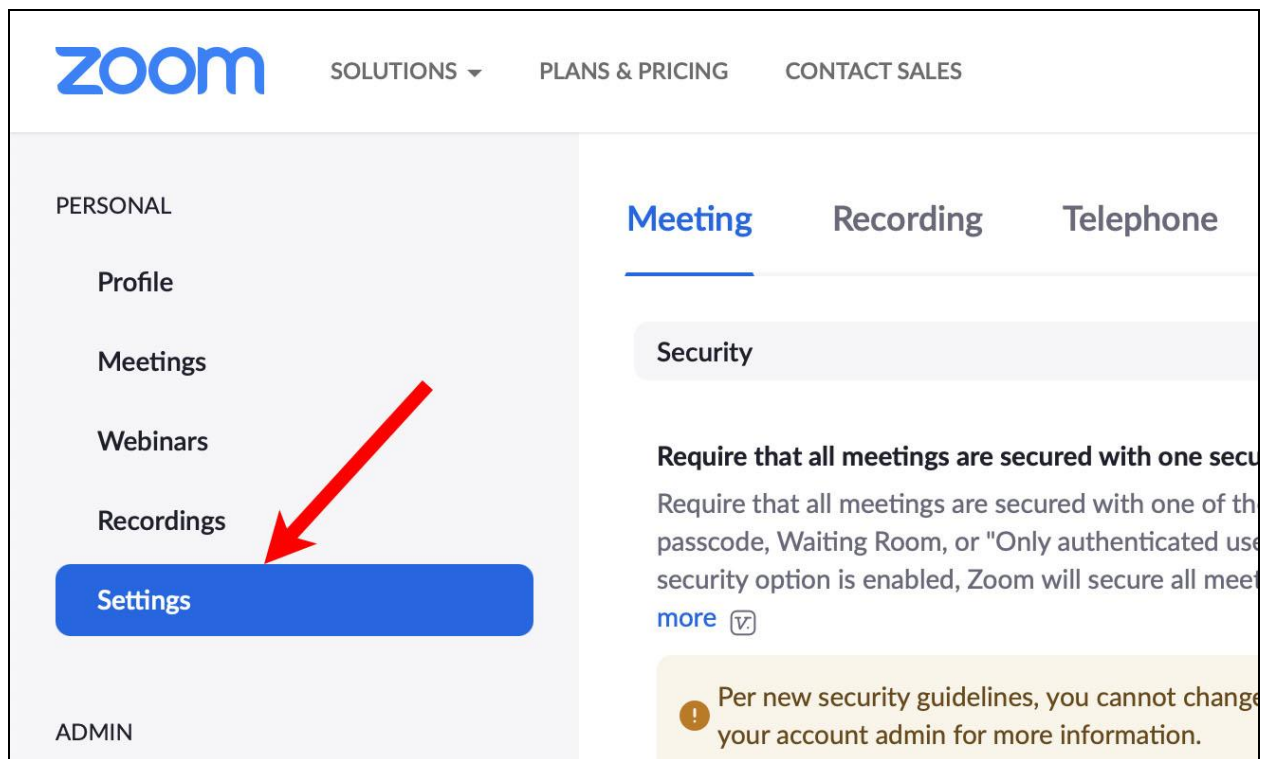 zoom SOLUTIONS PLANS & PRICING CONTACT SALES
PERSONAL
Profile
Meetings
Webinars
Recordings
Settings
ADMIN
Meeting Recording Telephone
Security
Require that all meetings are secured with one secu
Require that all meetings are secured with one of th
passcode, Waiting Room, or "Only authenticated use
security option is enabled, Zoom will secure all meet
more
Per new security guidelines, you cannot change
your account admin for more information.